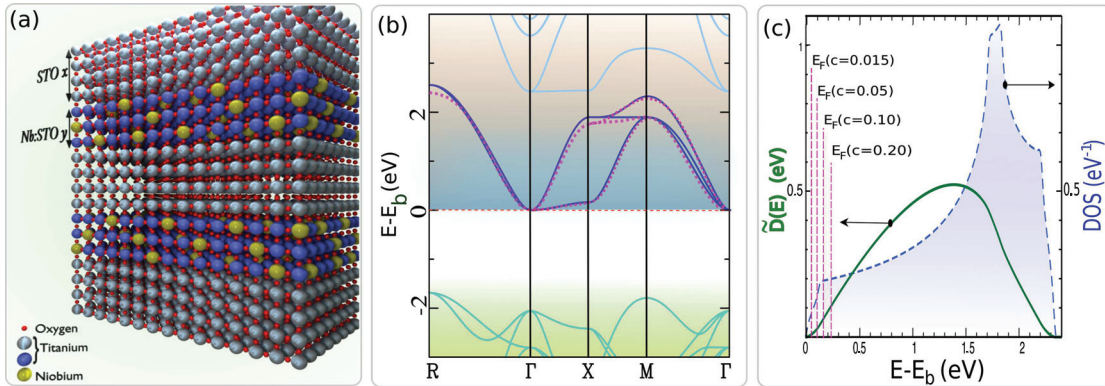 (a)
STO x
Nb:STO y
Oxygen
Titanium
Niobium
(b)
E-E_b (eV)
2
0
-2
R Γ X M Γ
(c)
1
E_F(c=0.015)
E_F(c=0.05)
E_F(c=0.10)
E_F(c=0.20)
0.5
0.5
D̃(E) (eV)
DOS (eV⁻¹)
0 0.5 1 1.5 2
E-E_b (eV)